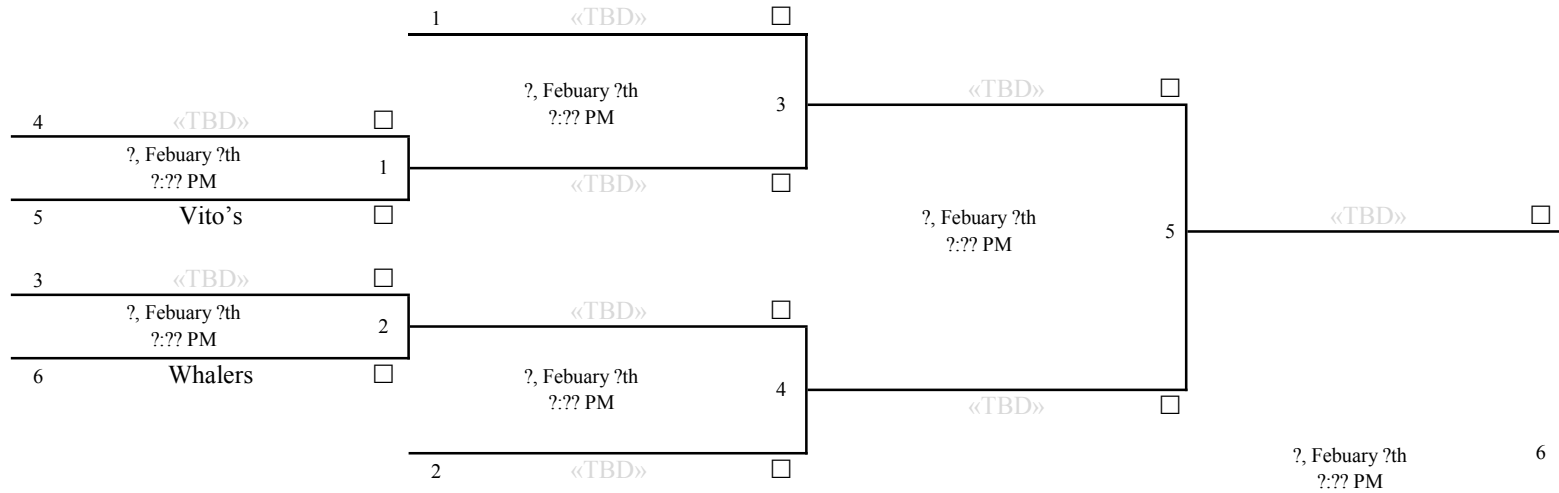 1 «TBD» ☐
?, Febuary ?th
?:?? PM
3
«TBD» ☐
4 «TBD» ☐
?, Febuary ?th
?:?? PM
1
«TBD» ☐
5 Vito’s ☐
?, Febuary ?th
?:?? PM
5
«TBD» ☐
3 «TBD» ☐
?, Febuary ?th
?:?? PM
2
«TBD» ☐
6 Whalers ☐
?, Febuary ?th
?:?? PM
4
«TBD» ☐
2 «TBD» ☐
?, Febuary ?th
?:?? PM
6